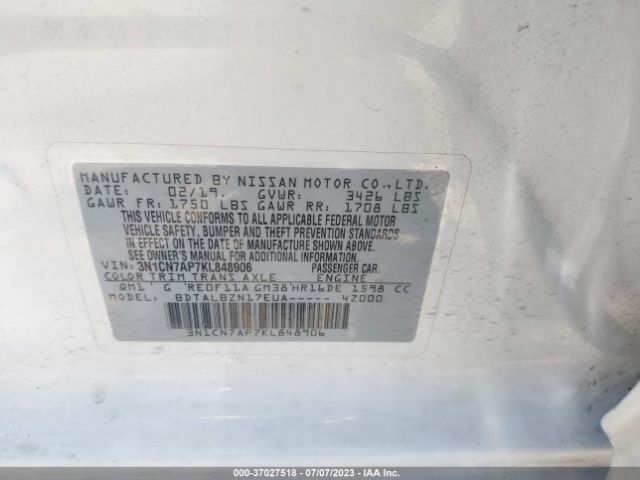 MANUFACTURED BY NISSAN MOTOR CO.,LTD.
DATE: 02/19. GVWR: 3426 LBS
GAWR FR: 1750 LBS GAWR RR: 1708 LBS
THIS VEHICLE CONFORMS TO ALL APPLICABLE FEDERAL MOTOR
VEHICLE SAFETY, BUMPER AND THEFT PREVENTION STANDARDS
IN EFFECT ON THE DATE OF MANUFACTURE SHOWN ABOVE.
SEE OWNER'S MANUAL FOR ADDITIONAL INFORMATION
VIN: 3N1CN7AP7KL848906 PASSENGER CAR.
COLOR TRIM TRANS AXLE ENGINE
QM1 G RE0F11A GM38 HR16DE 1598 CC
MODEL: BDTALBZN17EUA----- 4Z000
3N1CN7AP7KL848906
000-37027518 - 07/07/2023 - IAAI.COM